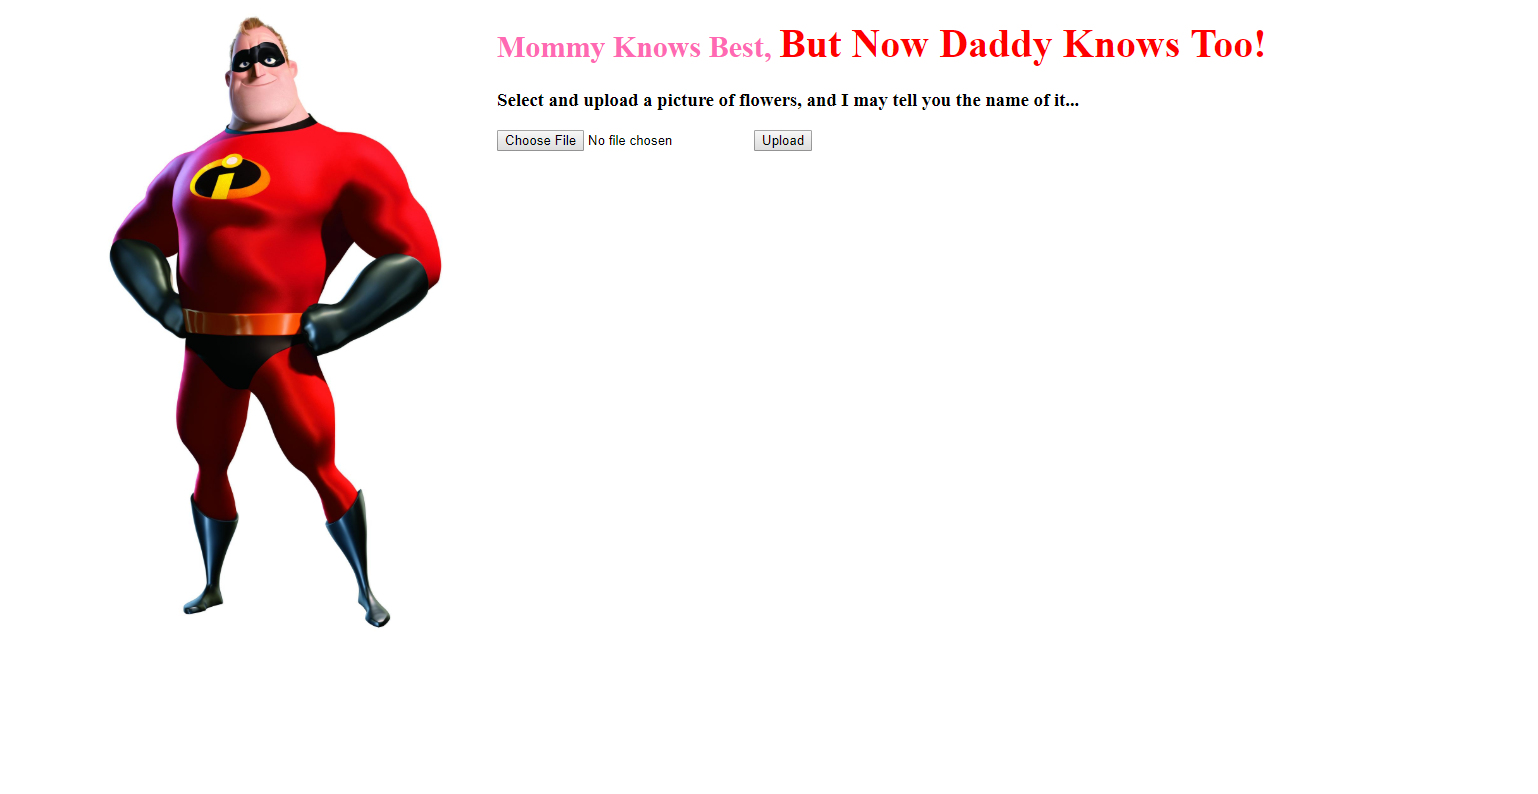 Mommy Knows Best, But Now Daddy Knows Too!
Select and upload a picture of flowers, and I may tell you the name of it...
Choose File No file chosen Upload